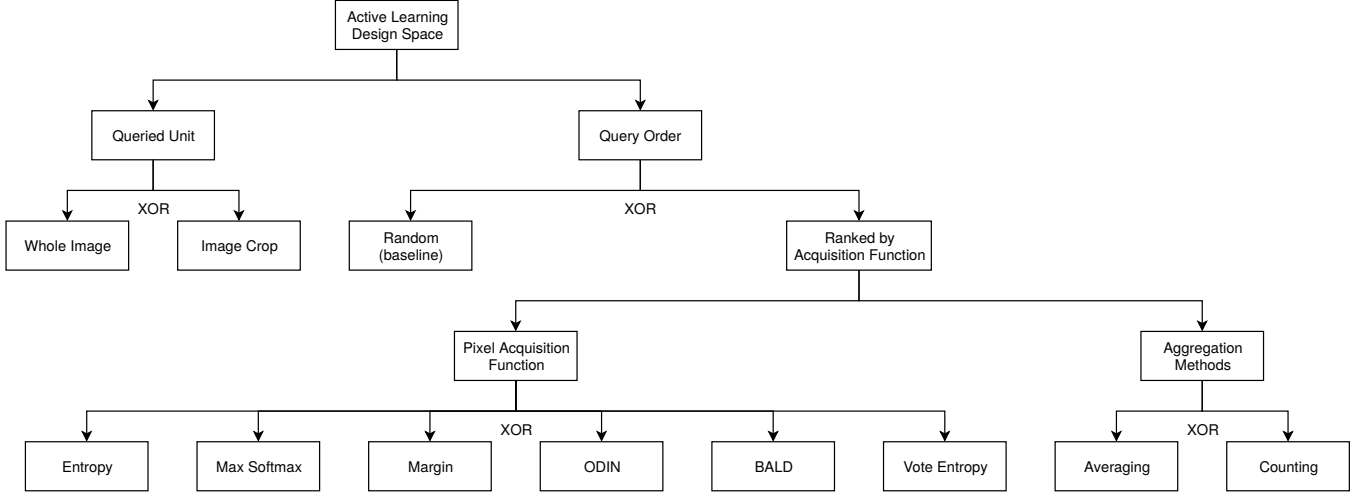 Active Learning
Design Space
Queried Unit
Query Order
XOR
XOR
Whole Image
Image Crop
Random
(baseline)
Ranked by
Acquisition Function
Pixel Acquisition
Function
Aggregation
Methods
XOR
XOR
Entropy
Max Softmax
Margin
ODIN
BALD
Vote Entropy
Averaging
Counting